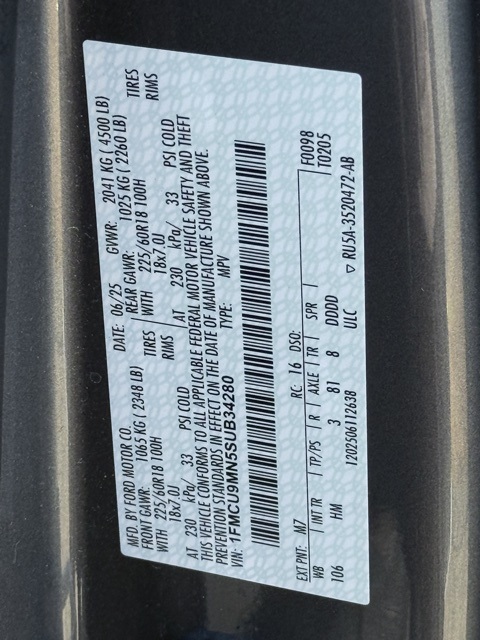 MFD. BY FORD MOTOR CO.
DATE: 06/25 GVWR: 2041 KG ( 4500 LB)
FRONT GAWR: 1065 KG ( 2348 LB) REAR GAWR: 1025 KG ( 2260 LB)
WITH 225/60R18 100H TIRES WITH 225/60R18 100H TIRES
18x7.0J RIMS 18x7.0J RIMS
AT 230 kPa/ 33 PSI COLD AT 230 kPa/ 33 PSI COLD
THIS VEHICLE CONFORMS TO ALL APPLICABLE FEDERAL MOTOR VEHICLE SAFETY AND THEFT
PREVENTION STANDARDS IN EFFECT ON THE DATE OF MANUFACTURE SHOWN ABOVE.
VIN: 1FMCU9MN5SUB34280 TYPE: MPV
F0098
T0205
EXT PNT: M7 RC: 16 DSO:
WB INT TR TP/PS R AXLE TR SPR
106 HM 3 81 8 DDDD
1202506112638 ULC ▽ RU5A-3520472-AB